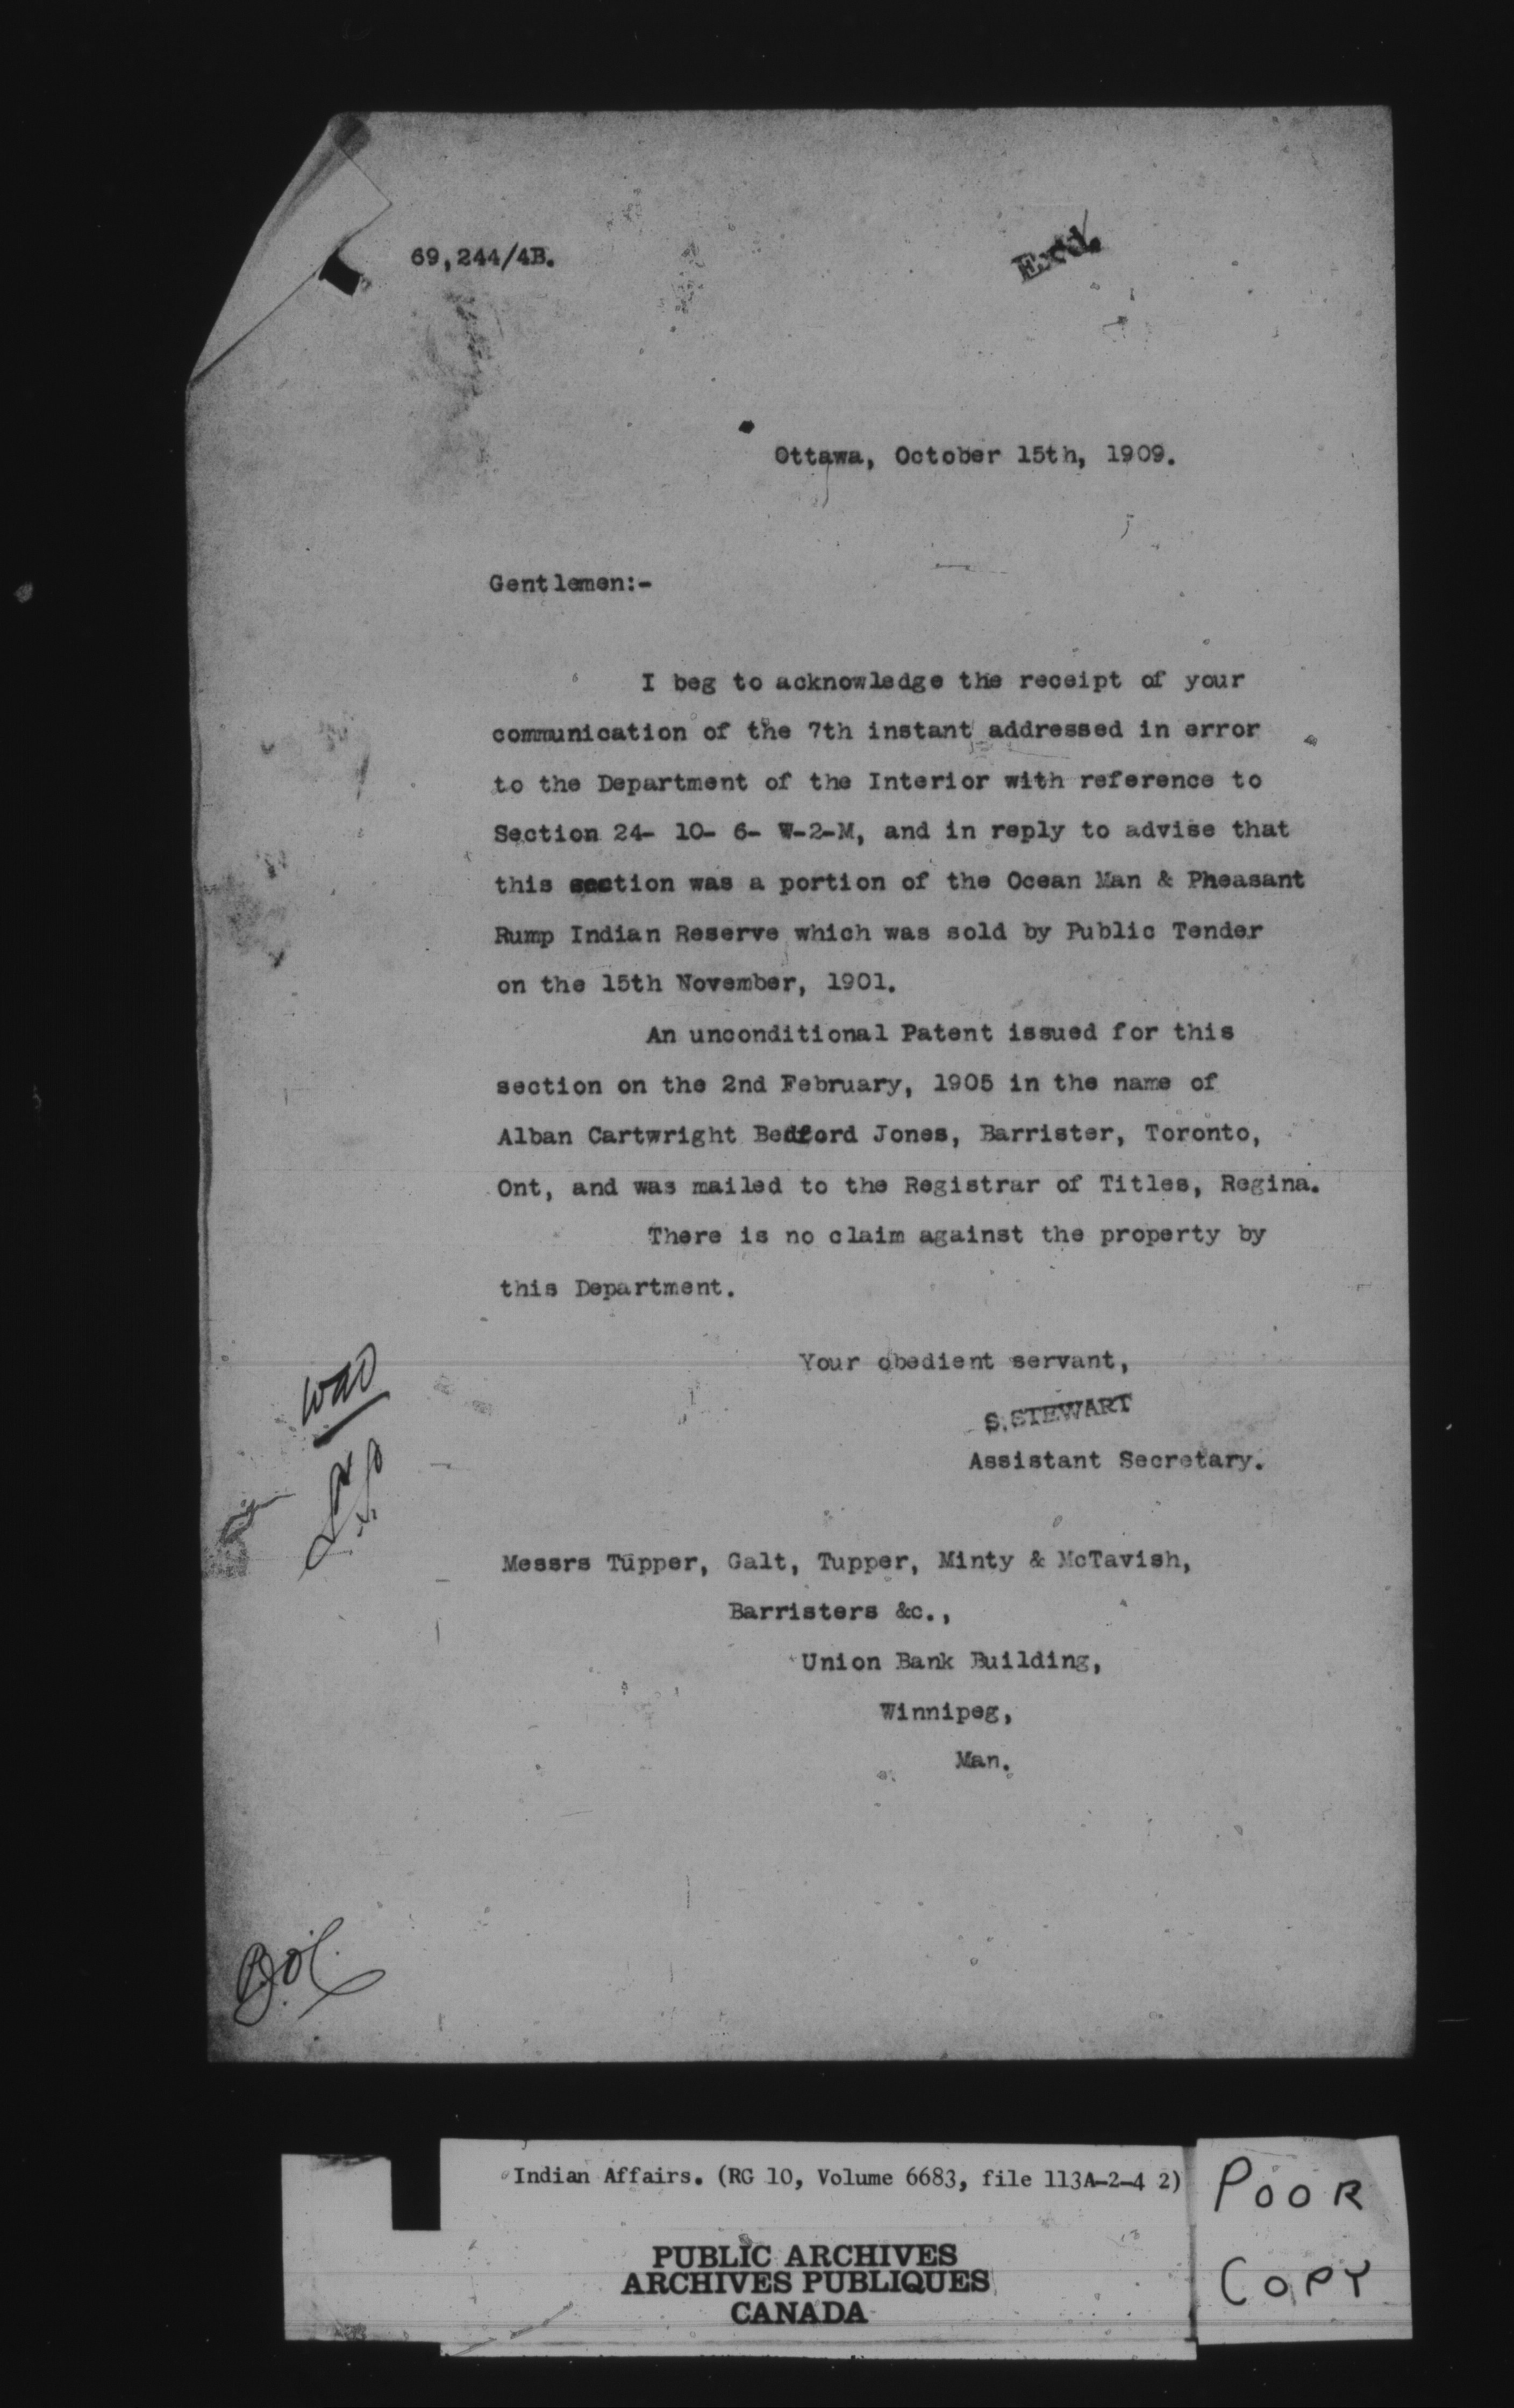 69,244/4B.
Ext'd.
Ottawa, October 15th, 1909.
Gentlemen:-
I beg to acknowledge the receipt of your
communication of the 7th instant addressed in error
to the Department of the Interior with reference to
Section 24- 10- 6- W-2-M, and in reply to advise that
this section was a portion of the Ocean Man & Pheasant
Rump Indian Reserve which was sold by Public Tender
on the 15th November, 1901.
An unconditional Patent issued for this
section on the 2nd February, 1905 in the name of
Alban Cartwright Bedford Jones, Barrister, Toronto,
Ont, and was mailed to the Registrar of Titles, Regina.
There is no claim against the property by
this Department.
Your obedient servant,
S. STEWART
Assistant Secretary.
Messrs Tupper, Galt, Tupper, Minty & McTavish,
Barristers &c.,
Union Bank Building,
Winnipeg,
Man.
Indian Affairs. (RG 10, Volume 6683, file 113A-2-4 2)
POOR
COPY
PUBLIC ARCHIVES
ARCHIVES PUBLIQUES
CANADA